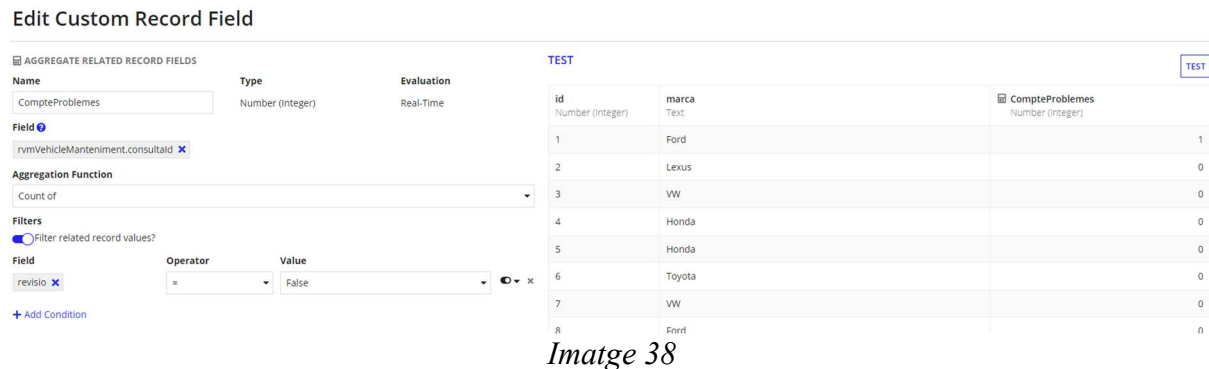 Edit Custom Record Field
AGGREGATE RELATED RECORD FIELDS
Name Type Evaluation
CompteProblemes Number (Integer) Real-Time
Field
rvmVehicleManteniment.consultaId
Aggregation Function
Count of
Filters
Filter related record values?
Field Operator Value
revisio = False
+ Add Condition
TEST
TEST
id marca CompteProblemes
Number (Integer) Text Number (Integer)
1 Ford 1
2 Lexus 0
3 VW 0
4 Honda 0
5 Honda 0
6 Toyota 0
7 VW 0
8 Ford 0
Imatge 38